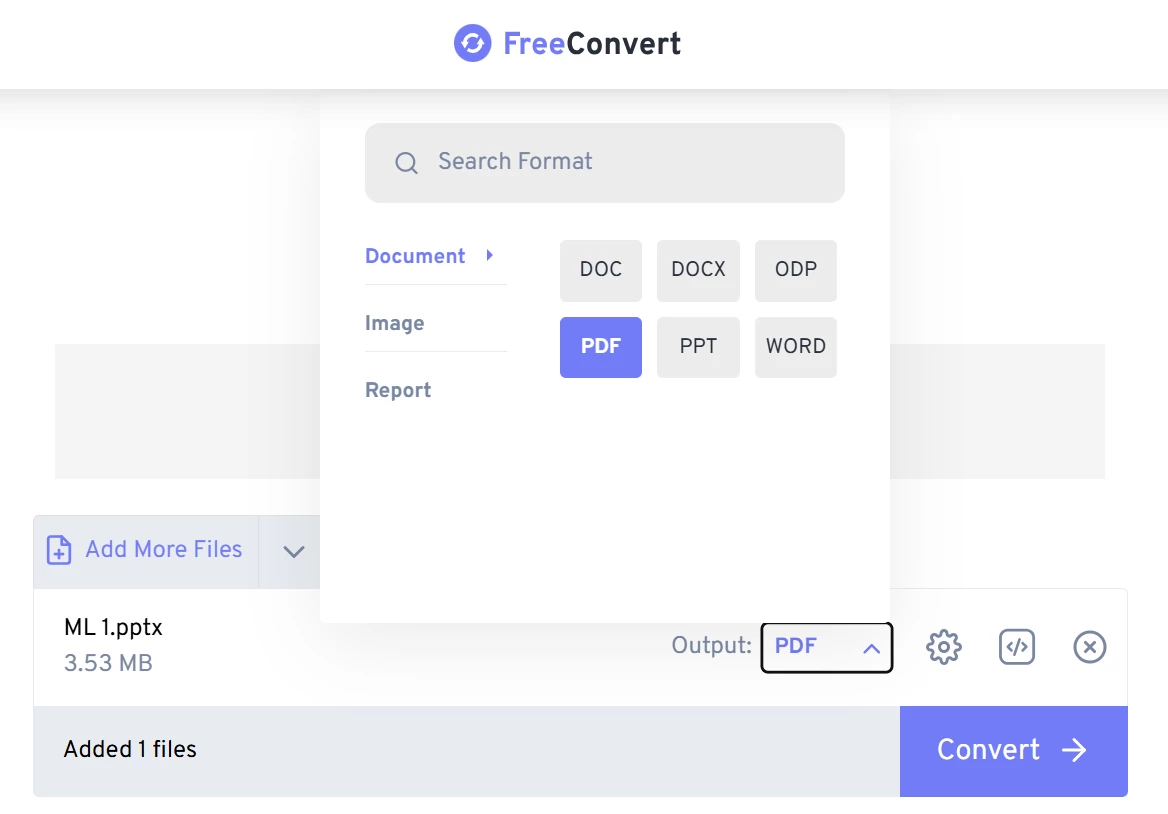 FreeConvert
Search Format
Document
DOC DOCX ODP
Image
PDF PPT WORD
Report
Add More Files
ML 1.pptx
3.53 MB
Output: PDF
Added 1 files
Convert